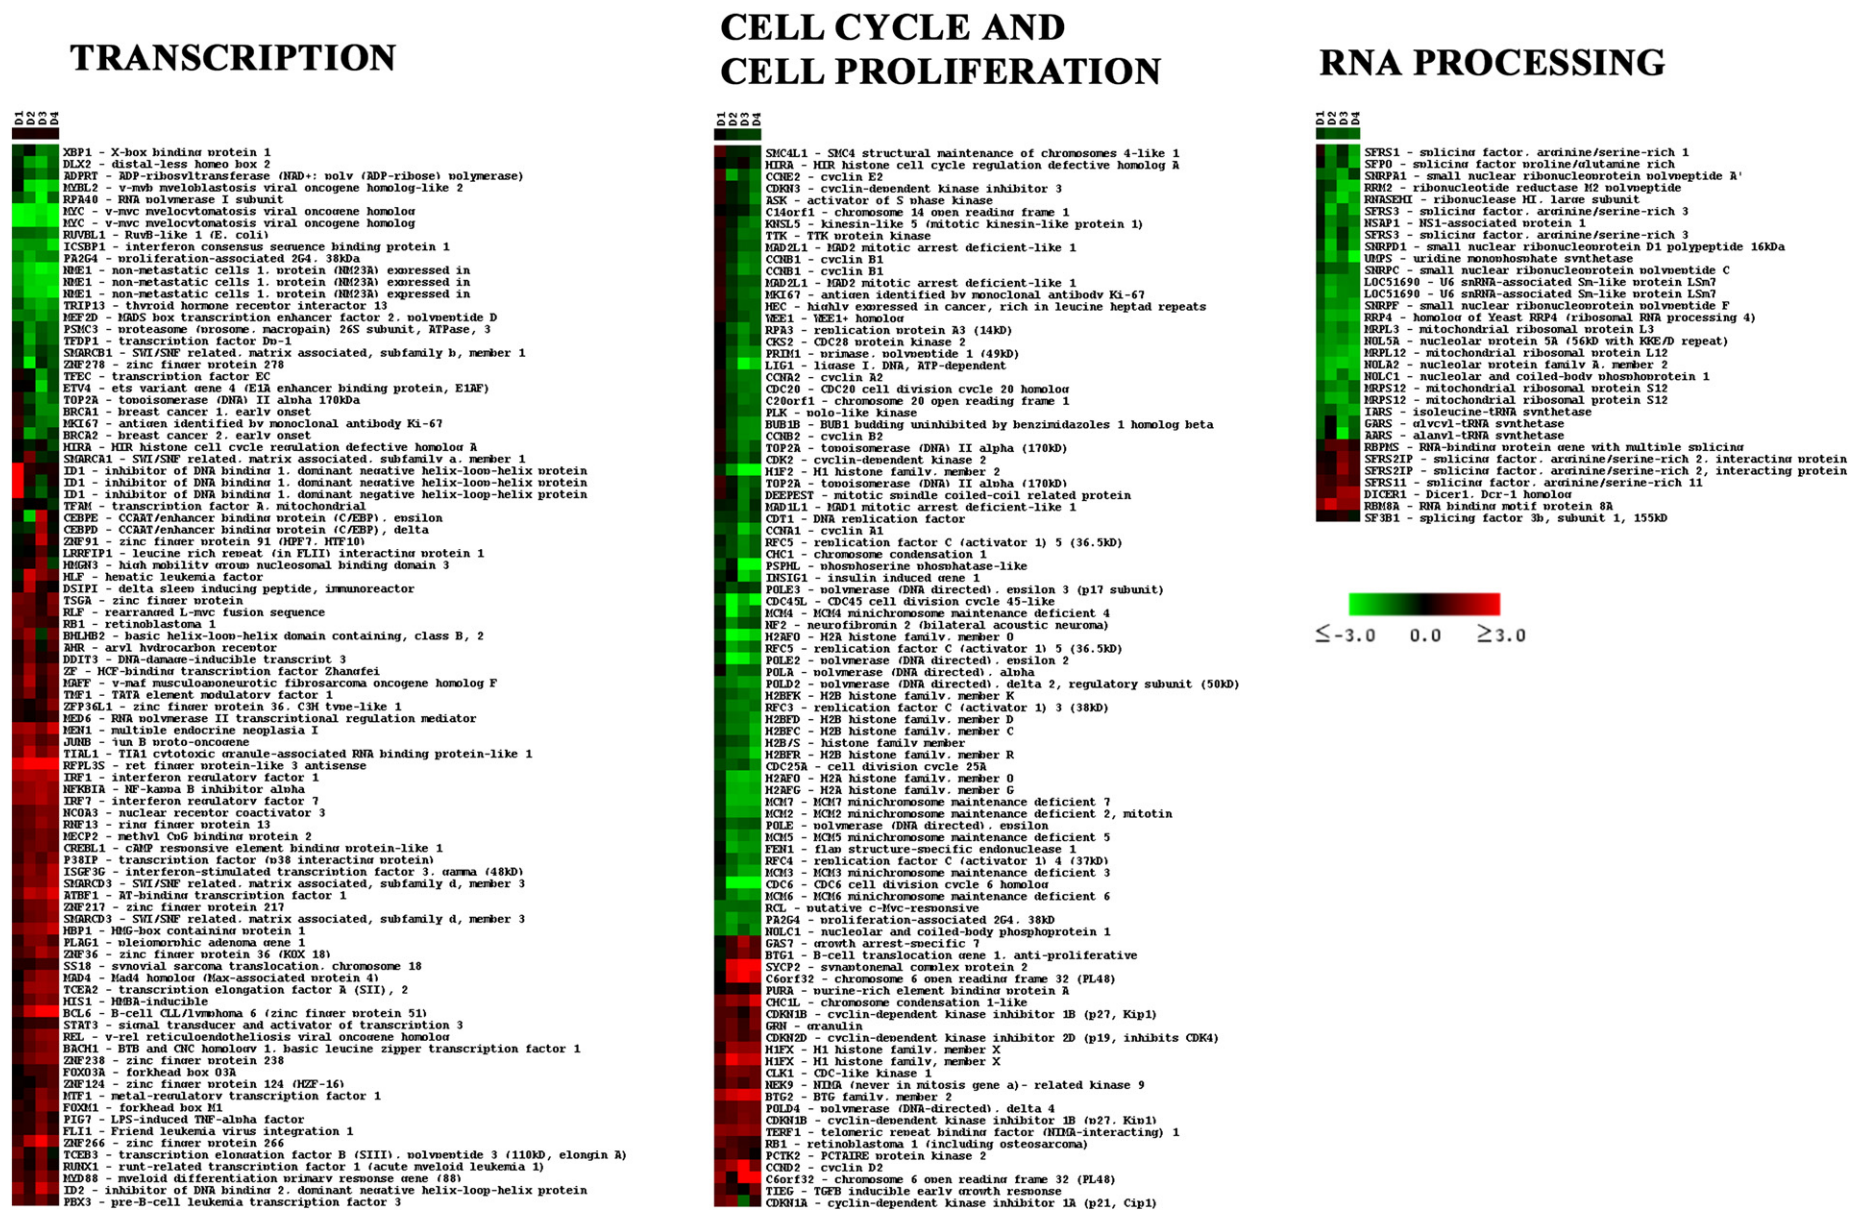 TRANSCRIPTION
D1 D2 D3 D4
XBP1 - X-box binding protein 1
DLX2 - distal-less homeo box 2
ADPRT - ADP-ribosyltransferase (NAD+; poly (ADP-ribose) polymerase)
MYBL2 - v-myb myeloblastosis viral oncogene homolog-like 2
RPA40 - RNA polymerase I subunit
MYC - v-myc myelocytomatosis viral oncogene homolog
MYC - v-myc myelocytomatosis viral oncogene homolog
RUVBL1 - RuvB-like 1 (E. coli)
ICSBP1 - interferon consensus sequence binding protein 1
PA2G4 - proliferation-associated 2G4, 38kDa
NME1 - non-metastatic cells 1, protein (NM23A) expressed in
NME1 - non-metastatic cells 1, protein (NM23A) expressed in
NME1 - non-metastatic cells 1, protein (NM23A) expressed in
TRIP13 - thyroid hormone receptor interactor 13
MEF2D - MADS box transcription enhancer factor 2, polypeptide D
PSMC3 - proteasome (prosome, macropain) 26S subunit, ATPase, 3
TFDP1 - transcription factor Dp-1
SMARCB1 - SWI/SNF related, matrix associated, subfamily b, member 1
ZNF278 - zinc finger protein 278
TFEC - transcription factor EC
ETV4 - ets variant gene 4 (E1A enhancer binding protein, E1AF)
TOP2A - topoisomerase (DNA) II alpha 170kDa
BRCA1 - breast cancer 1, early onset
MKI67 - antigen identified by monoclonal antibody Ki-67
BRCA2 - breast cancer 2, early onset
HIRA - HIR histone cell cycle regulation defective homolog A
SMARCA1 - SWI/SNF related, matrix associated, subfamily a, member 1
ID1 - inhibitor of DNA binding 1, dominant negative helix-loop-helix protein
ID1 - inhibitor of DNA binding 1, dominant negative helix-loop-helix protein
ID1 - inhibitor of DNA binding 1, dominant negative helix-loop-helix protein
TFAM - transcription factor A, mitochondrial
CEBPE - CCAAT/enhancer binding protein (C/EBP), epsilon
CEBPD - CCAAT/enhancer binding protein (C/EBP), delta
ZNF91 - zinc finger protein 91 (HPF7, HTF10)
LRRFIP1 - leucine rich repeat (in FLII) interacting protein 1
HMGN3 - high mobility group nucleosomal binding domain 3
HLF - hepatic leukemia factor
DSIPI - delta sleep inducing peptide, immunoreactor
TSGA - zinc finger protein
RLF - rearranged L-myc fusion sequence
RB1 - retinoblastoma 1
BHLHB2 - basic helix-loop-helix domain containing, class B, 2
AHR - aryl hydrocarbon receptor
DDIT3 - DNA-damage-inducible transcript 3
ZF - HCF-binding transcription factor Zhangfei
MAFF - v-maf musculoaponeurotic fibrosarcoma oncogene homolog F
TMF1 - TATA element modulatory factor 1
ZFP36L1 - zinc finger protein 36, C3H type-like 1
MED6 - RNA polymerase II transcriptional regulation mediator
MEN1 - multiple endocrine neoplasia I
JUNB - jun B proto-oncogene
TIAL1 - TIA1 cytotoxic granule-associated RNA binding protein-like 1
RFPL3S - ret finger protein-like 3 antisense
IRF1 - interferon regulatory factor 1
NFKBIA - NF-kappa B inhibitor alpha
IRF7 - interferon regulatory factor 7
NCOA3 - nuclear receptor coactivator 3
RNF13 - ring finger protein 13
MECP2 - methyl CpG binding protein 2
CREBL1 - cAMP responsive element binding protein-like 1
P38IP - transcription factor (p38 interacting protein)
ISGF3G - interferon-stimulated transcription factor 3, gamma (48kD)
SMARCD3 - SWI/SNF related, matrix associated, subfamily d, member 3
ATBF1 - AT-binding transcription factor 1
ZNF217 - zinc finger protein 217
SMARCD3 - SWI/SNF related, matrix associated, subfamily d, member 3
HBP1 - HMG-box containing protein 1
PLAG1 - pleiomorphic adenoma gene 1
ZNF36 - zinc finger protein 36 (KOX 18)
SS18 - synovial sarcoma translocation, chromosome 18
MAD4 - Mad4 homolog (Max-associated protein 4)
TCEA2 - transcription elongation factor A (SII), 2
HIS1 - HMBA-inducible
BCL6 - B-cell CLL/lymphoma 6 (zinc finger protein 51)
STAT3 - signal transducer and activator of transcription 3
REL - v-rel reticuloendotheliosis viral oncogene homolog
BACH1 - BTB and CNC homology 1, basic leucine zipper transcription factor 1
ZNF238 - zinc finger protein 238
FOXO3A - forkhead box O3A
ZNF124 - zinc finger protein 124 (HZF-16)
MTF1 - metal-regulatory transcription factor 1
FOXM1 - forkhead box M1
PIG7 - LPS-induced TNF-alpha factor
FLI1 - Friend leukemia virus integration 1
ZNF266 - zinc finger protein 266
TCEB3 - transcription elongation factor B (SIII), polypeptide 3 (110kD, elongin A)
RUNX1 - runt-related transcription factor 1 (acute myeloid leukemia 1)
MYD88 - myeloid differentiation primary response gene (88)
ID2 - inhibitor of DNA binding 2, dominant negative helix-loop-helix protein
PBX3 - pre-B-cell leukemia transcription factor 3
CELL CYCLE AND
CELL PROLIFERATION
D1 D2 D3 D4
SMC4L1 - SMC4 structural maintenance of chromosomes 4-like 1
HIRA - HIR histone cell cycle regulation defective homolog A
CCNE2 - cyclin E2
CDKN3 - cyclin-dependent kinase inhibitor 3
ASK - activator of S phase kinase
C14orf1 - chromosome 14 open reading frame 1
KNSL5 - kinesin-like 5 (mitotic kinesin-like protein 1)
TTK - TTK protein kinase
MAD2L1 - MAD2 mitotic arrest deficient-like 1
CCNB1 - cyclin B1
CCNB1 - cyclin B1
MAD2L1 - MAD2 mitotic arrest deficient-like 1
MKI67 - antigen identified by monoclonal antibody Ki-67
HEC - highly expressed in cancer, rich in leucine heptad repeats
WEE1 - WEE1+ homolog
RPA3 - replication protein A3 (14kD)
CKS2 - CDC28 protein kinase 2
PRIM1 - primase, polypeptide 1 (49kD)
LIG1 - ligase I, DNA, ATP-dependent
CCNA2 - cyclin A2
CDC20 - CDC20 cell division cycle 20 homolog
C20orf1 - chromosome 20 open reading frame 1
PLK - polo-like kinase
BUB1B - BUB1 budding uninhibited by benzimidazoles 1 homolog beta
CCNB2 - cyclin B2
TOP2A - topoisomerase (DNA) II alpha (170kD)
CDK2 - cyclin-dependent kinase 2
H1F2 - H1 histone family, member 2
TOP2A - topoisomerase (DNA) II alpha (170kD)
DEEPEST - mitotic spindle coiled-coil related protein
MAD1L1 - MAD1 mitotic arrest deficient-like 1
CDT1 - DNA replication factor
CCNA1 - cyclin A1
RFC5 - replication factor C (activator 1) 5 (36.5kD)
CHC1 - chromosome condensation 1
PSPHL - phosphoserine phosphatase-like
INSIG1 - insulin induced gene 1
POLE3 - polymerase (DNA directed), epsilon 3 (p17 subunit)
CDC45L - CDC45 cell division cycle 45-like
MCM4 - MCM4 minichromosome maintenance deficient 4
NF2 - neurofibromin 2 (bilateral acoustic neuroma)
H2AFO - H2A histone family, member O
RFC5 - replication factor C (activator 1) 5 (36.5kD)
POLE2 - polymerase (DNA directed), epsilon 2
POLA - polymerase (DNA directed), alpha
POLD2 - polymerase (DNA directed), delta 2, regulatory subunit (50kD)
H2BFK - H2B histone family, member K
RFC3 - replication factor C (activator 1) 3 (38kD)
H2BFD - H2B histone family, member D
H2BFC - H2B histone family, member C
H2B/S - histone family member
H2BFR - H2B histone family, member R
CDC25A - cell division cycle 25A
H2AFO - H2A histone family, member O
H2AFG - H2A histone family, member G
MCM7 - MCM7 minichromosome maintenance deficient 7
MCM2 - MCM2 minichromosome maintenance deficient 2, mitotin
POLE - polymerase (DNA directed), epsilon
MCM5 - MCM5 minichromosome maintenance deficient 5
FEN1 - flap structure-specific endonuclease 1
RFC4 - replication factor C (activator 1) 4 (37kD)
MCM3 - MCM3 minichromosome maintenance deficient 3
CDC6 - CDC6 cell division cycle 6 homolog
MCM6 - MCM6 minichromosome maintenance deficient 6
RCL - putative c-Myc-responsive
PA2G4 - proliferation-associated 2G4, 38kD
NOLC1 - nucleolar and coiled-body phosphoprotein 1
GAS7 - growth arrest-specific 7
BTG1 - B-cell translocation gene 1, anti-proliferative
SYCP2 - synaptonemal complex protein 2
C6orf32 - chromosome 6 open reading frame 32 (PL48)
PURA - purine-rich element binding protein A
CHC1L - chromosome condensation 1-like
CDKN1B - cyclin-dependent kinase inhibitor 1B (p27, Kip1)
GRN - granulin
CDKN2D - cyclin-dependent kinase inhibitor 2D (p19, inhibits CDK4)
H1FX - H1 histone family, member X
H1FX - H1 histone family, member X
CLK1 - CDC-like kinase 1
NEK9 - NIMA (never in mitosis gene a)- related kinase 9
BTG2 - BTG family, member 2
POLD4 - polymerase (DNA-directed), delta 4
CDKN1B - cyclin-dependent kinase inhibitor 1B (p27, Kip1)
TERF1 - telomeric repeat binding factor (NIMA-interacting) 1
RB1 - retinoblastoma 1 (including osteosarcoma)
PCTK2 - PCTAIRE protein kinase 2
CCND2 - cyclin D2
C6orf32 - chromosome 6 open reading frame 32 (PL48)
TIEG - TGFB inducible early growth response
CDKN1A - cyclin-dependent kinase inhibitor 1A (p21, Cip1)
RNA PROCESSING
D1 D2 D3 D4
SFRS1 - splicing factor, arginine/serine-rich 1
SFPQ - splicing factor proline/glutamine rich
SNRPA1 - small nuclear ribonucleoprotein polypeptide A'
RRM2 - ribonucleotide reductase M2 polypeptide
RNASEHI - ribonuclease HI, large subunit
SFRS3 - splicing factor, arginine/serine-rich 3
NSAP1 - NS1-associated protein 1
SFRS3 - splicing factor, arginine/serine-rich 3
SNRPD1 - small nuclear ribonucleoprotein D1 polypeptide 16kDa
UMPS - uridine monophosphate synthetase
SNRPC - small nuclear ribonucleoprotein polypeptide C
LOC51690 - U6 snRNA-associated Sm-like protein LSm7
LOC51690 - U6 snRNA-associated Sm-like protein LSm7
SNRPF - small nuclear ribonucleoprotein polypeptide F
RRP4 - homolog of Yeast RRP4 (ribosomal RNA processing 4)
MRPL3 - mitochondrial ribosomal protein L3
NOL5A - nucleolar protein 5A (56kD with KKE/D repeat)
MRPL12 - mitochondrial ribosomal protein L12
NOLA2 - nucleolar protein family A, member 2
NOLC1 - nucleolar and coiled-body phosphoprotein 1
MRPS12 - mitochondrial ribosomal protein S12
MRPS12 - mitochondrial ribosomal protein S12
IARS - isoleucine-tRNA synthetase
GARS - glycyl-tRNA synthetase
AARS - alanyl-tRNA synthetase
RBPMS - RNA-binding protein gene with multiple splicing
SFRS2IP - splicing factor, arginine/serine-rich 2, interacting protein
SFRS2IP - splicing factor, arginine/serine-rich 2, interacting protein
SFRS11 - splicing factor, arginine/serine-rich 11
DICER1 - Dicer1, Dcr-1 homolog
RBM8A - RNA binding motif protein 8A
SF3B1 - splicing factor 3b, subunit 1, 155kD
≤-3.0 0.0 ≥3.0